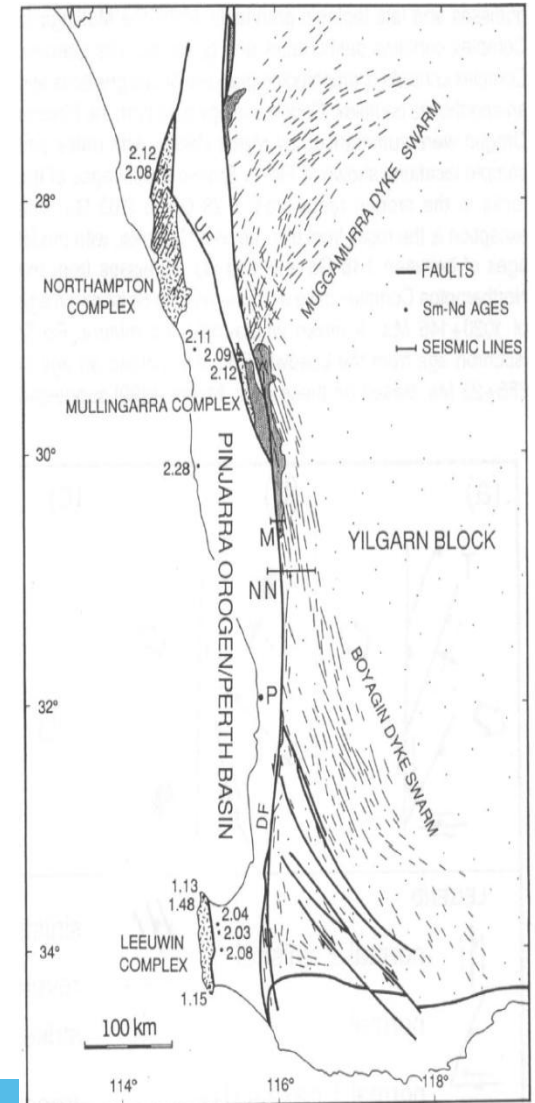 2.12
2.08
28°
UF
MUGGAMURRA DYKE SWARM
NORTHAMPTON
COMPLEX
FAULTS
Sm-Nd AGES
SEISMIC LINES
2.11
2.09
2.12
MULLINGARRA COMPLEX
30°
2.28
PINJARRA OROGEN/PERTH BASIN
M
YILGARN BLOCK
NN
BOYAGIN DYKE SWARM
32°
P
DF
1.13
1.48
2.04
2.03
2.08
34°
LEEUWIN
COMPLEX
1.15
100 km
114°
116°
118°